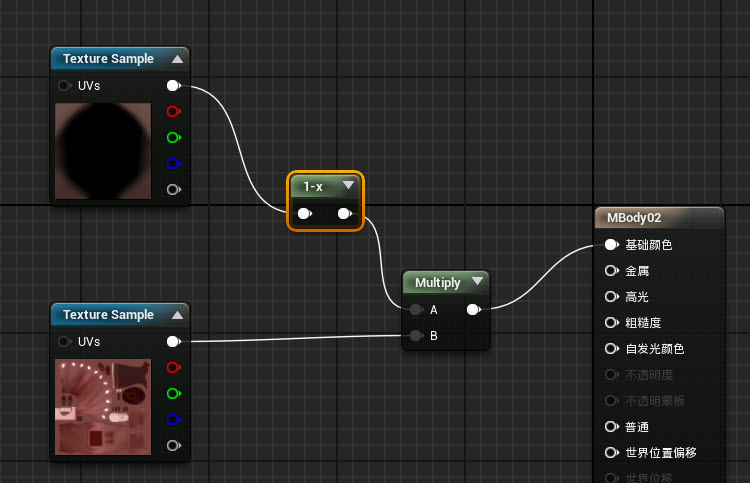 Texture Sample
UVs
1-x
Multiply
A
B
Texture Sample
UVs
MBody02
基础颜色
金属
高光
粗糙度
自发光颜色
不透明度
不透明蒙板
普通
世界位置偏移
世界位移